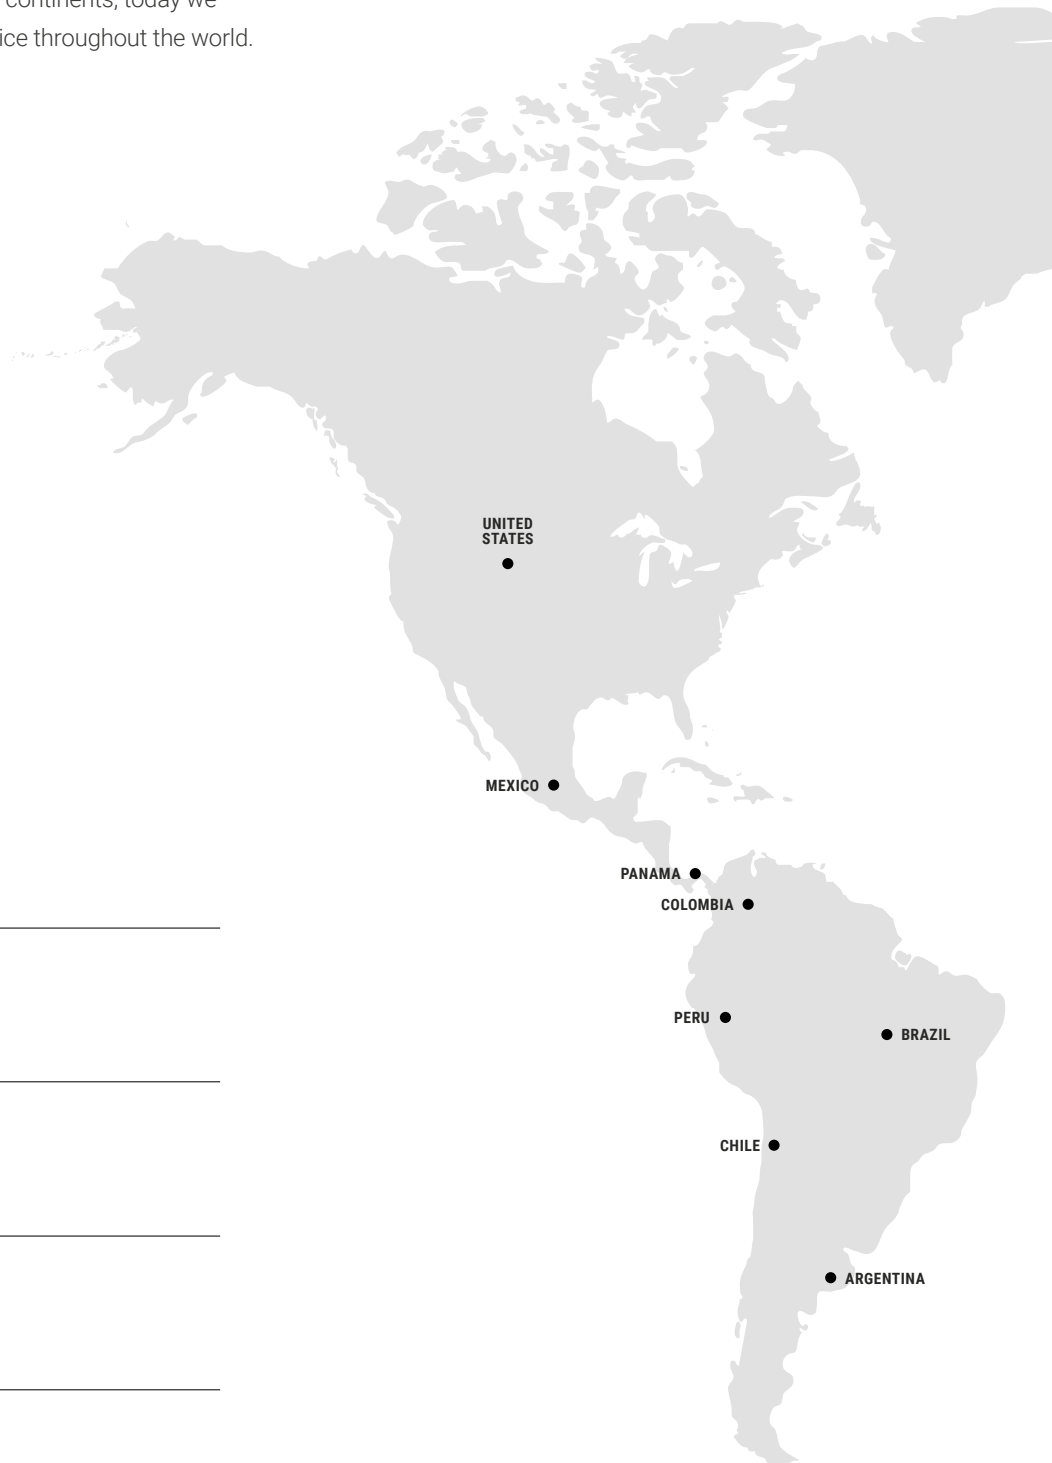 continents, today we
ice throughout the world.
UNITED
STATES
MEXICO
PANAMA
COLOMBIA
PERU
BRAZIL
CHILE
ARGENTINA